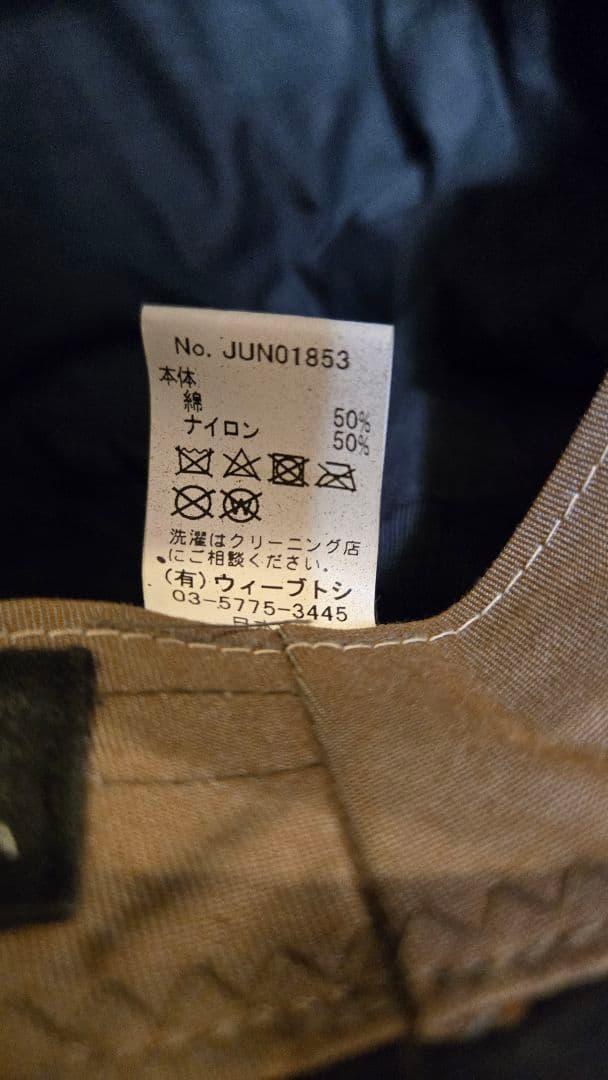 No. JUN01853
本体
綿 50%
ナイロン 50%
洗濯はクリーニング店
にご相談ください。
(有)ウィーブトシ
03-5775-3445